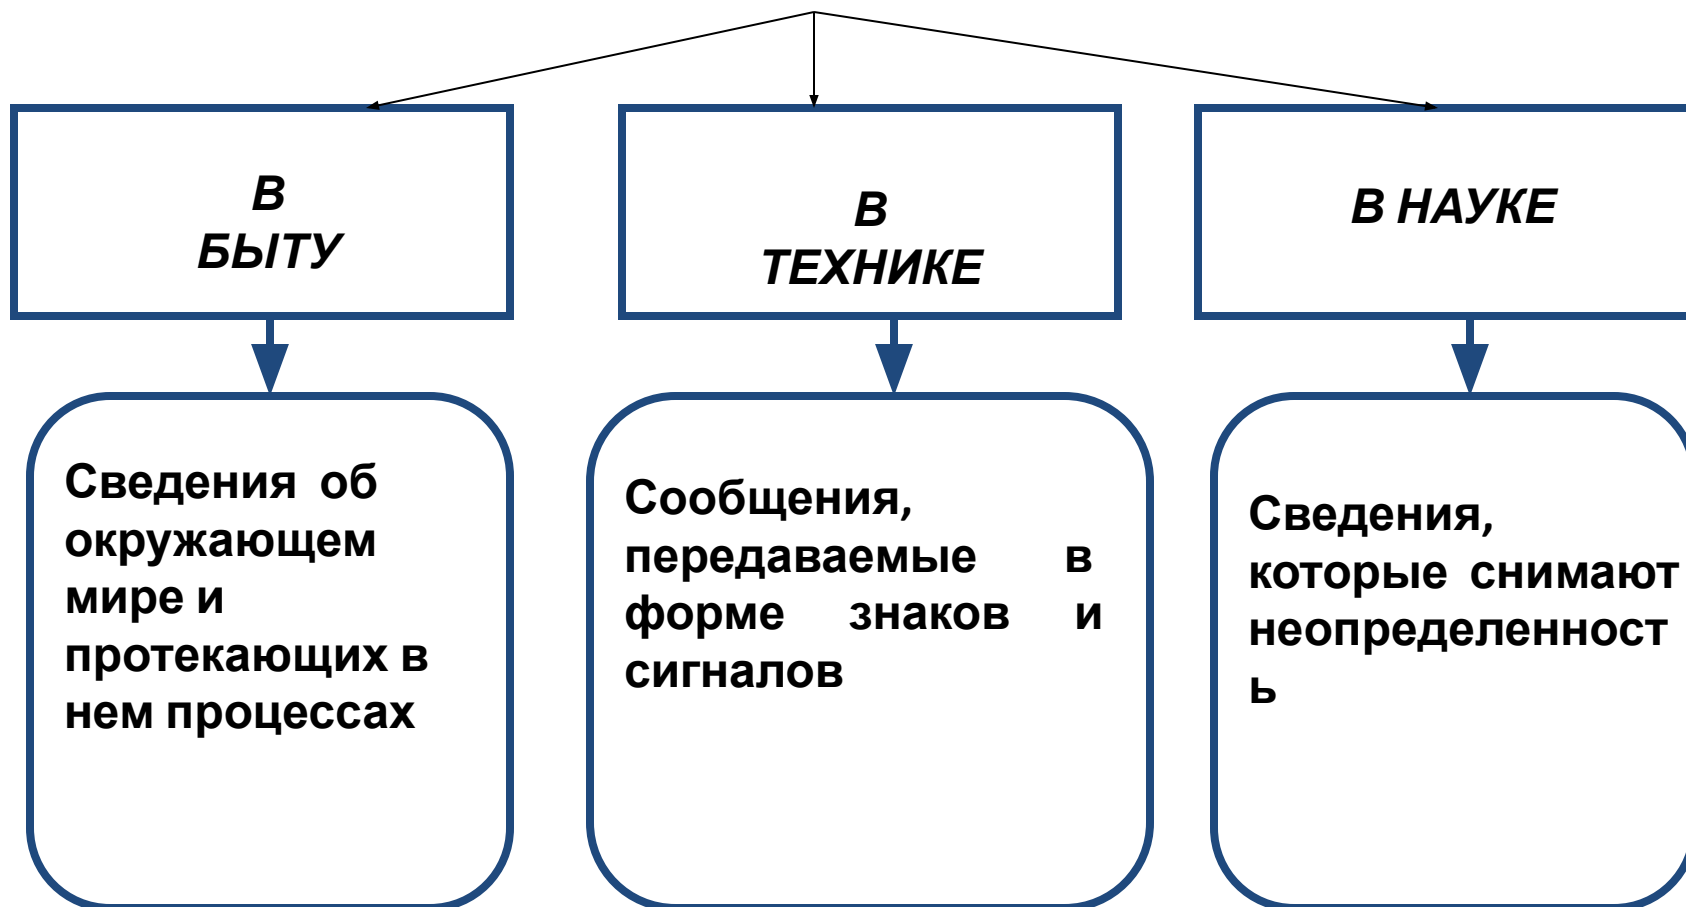 В
БЫТУ
В
ТЕХНИКЕ
В НАУКЕ
Сведения об
окружающем
мире и
протекающих в
нем процессах
Сообщения,
передаваемые в
форме знаков и
сигналов
Сведения,
которые снимают
неопределенност
ь